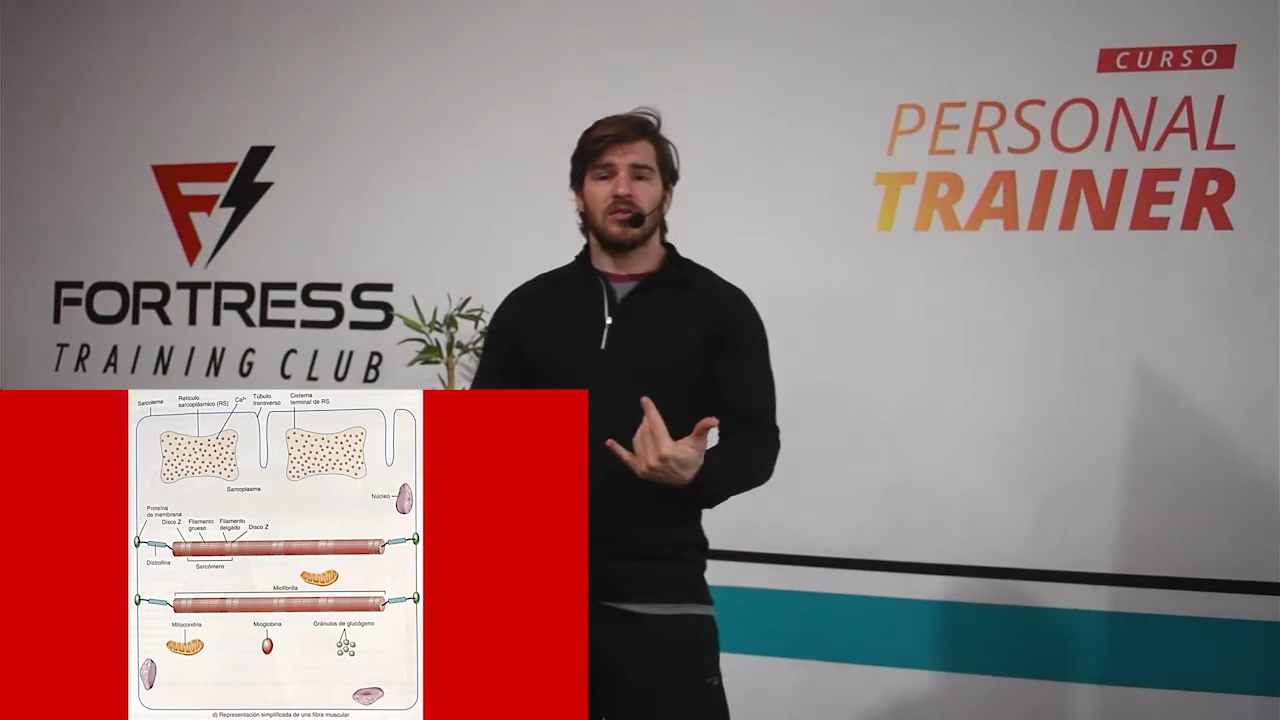 CURSO
PERSONAL
TRAINER
FORTRESS
TRAINING CLUB
Sarcolema
Retículo
sarcoplásmico (RS)
Ca²⁺
Túbulo
transverso
Cisterna
terminal de RS
Sarcoplasma
Núcleo
Proteína
de membrana
Disco Z
Filamento
grueso
Filamento
delgado
Disco Z
Distrofina
Sarcómero
Miofibrilla
Mitocondria
Mioglobina
Gránulos de glucógeno
d) Representación simplificada de una fibra muscular